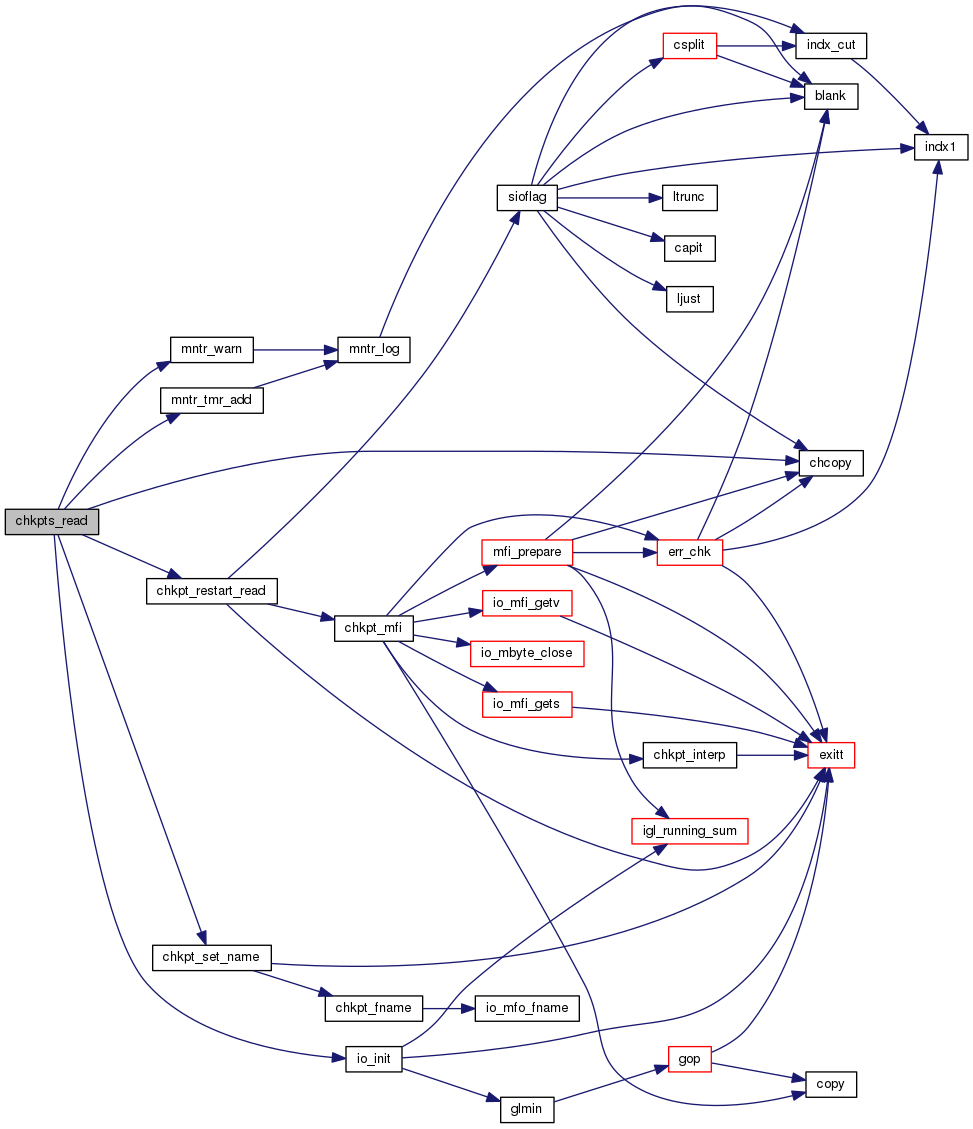 csplit
indx_cut
blank
indx1
sioflag
ltrunc
capit
ljust
mntr_warn
mntr_log
mntr_tmr_add
chcopy
chkpts_read
mfi_prepare
err_chk
chkpt_restart_read
io_mfi_getv
chkpt_mfi
io_mbyte_close
io_mfi_gets
chkpt_interp
exitt
igl_running_sum
chkpt_set_name
chkpt_fname
io_mfo_fname
io_init
gop
copy
glmin